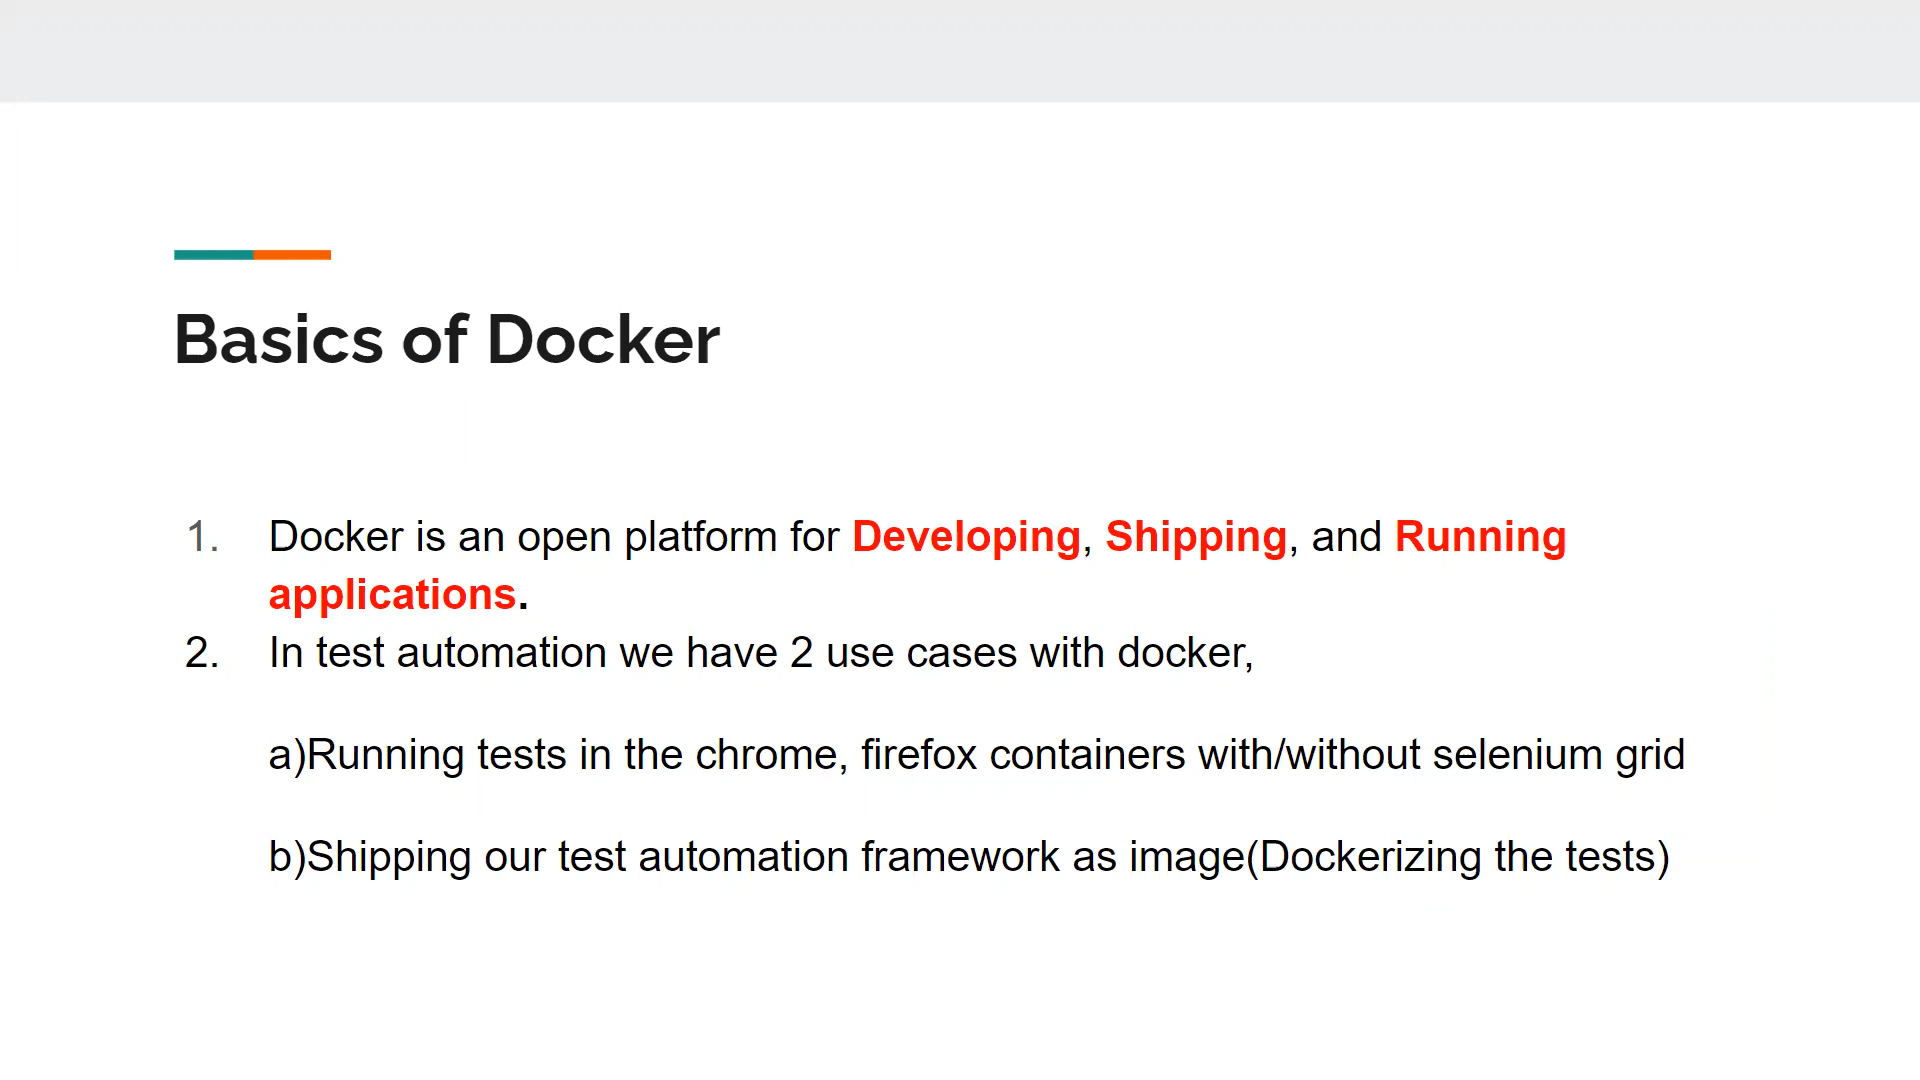 Basics of Docker
1. Docker is an open platform for Developing, Shipping, and Running
applications.
2. In test automation we have 2 use cases with docker,
a)Running tests in the chrome, firefox containers with/without selenium grid
b)Shipping our test automation framework as image(Dockerizing the tests)